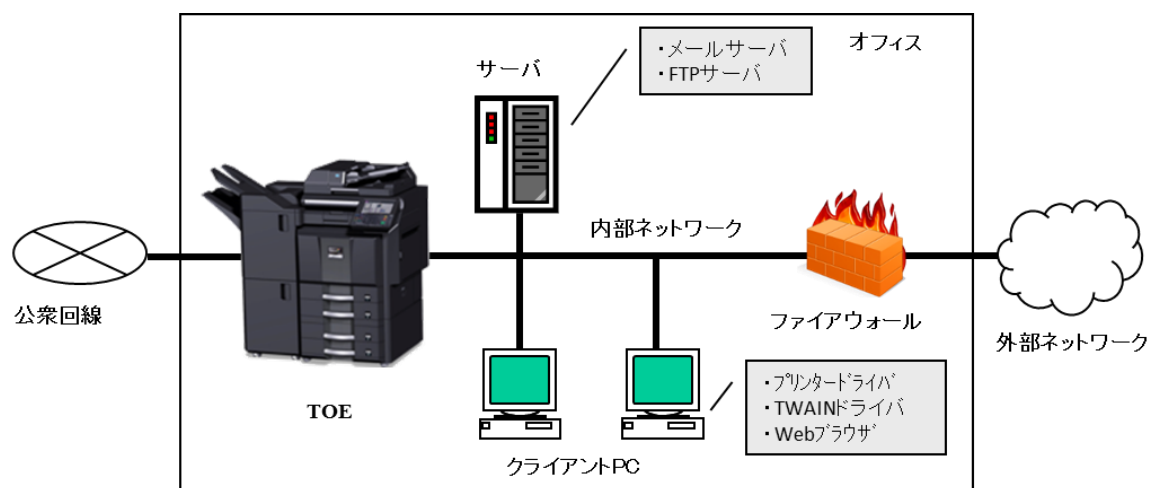 オフィス
・メールサーバ
・FTPサーバ
サーバ
内部ネットワーク
公衆回線
TOE
ファイアウォール
外部ネットワーク
クライアントPC
・プリンタードライバ
・TWAINドライバ
・Webブラウザ